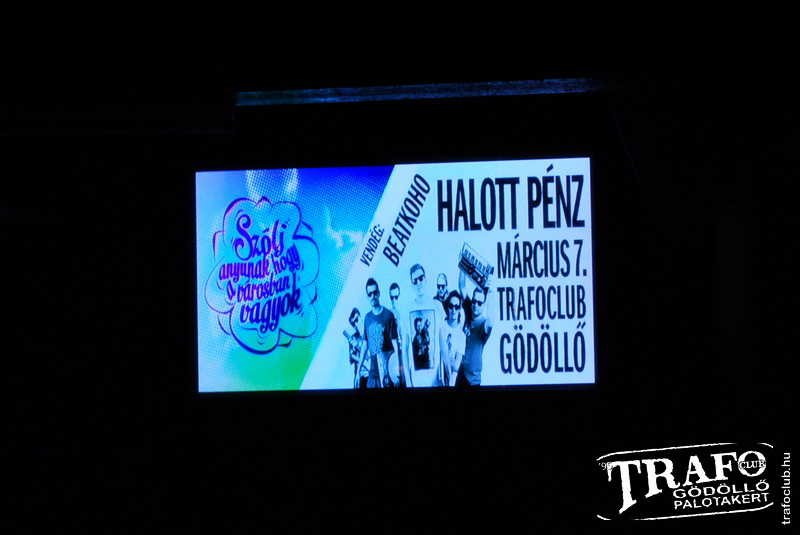 Szólj
anyunak hogy
a városban
vagyok
VENDÉG:
BEATKOHO
HALOTT PÉNZ
MÁRCIUS 7.
TRAFOCLUB
GÖDÖLLŐ
TRAFO
CLUB
GÖDÖLLŐ
PALOTAKERT
trafoclub.hu